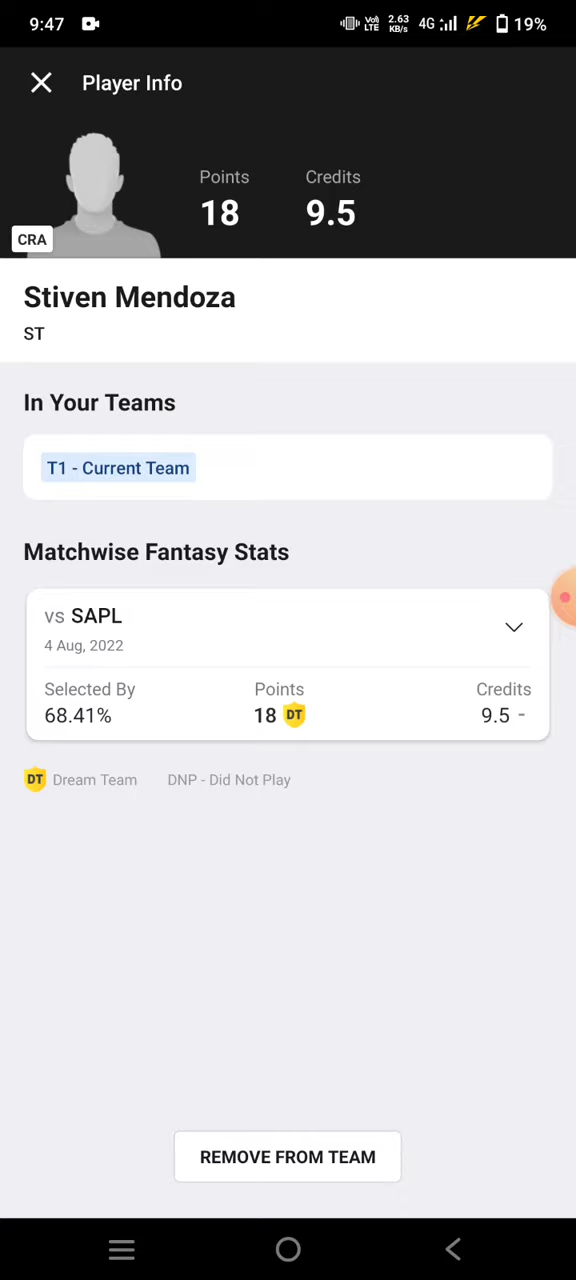 9:47 Vol) LTE 2.63 KB/s 4G 19%
Player Info
Points Credits
18 9.5
CRA
Stiven Mendoza
ST
In Your Teams
T1 - Current Team
Matchwise Fantasy Stats
vs SAPL
4 Aug, 2022
Selected By Points Credits
68.41% 18 DT 9.5 -
DT Dream Team DNP - Did Not Play
REMOVE FROM TEAM